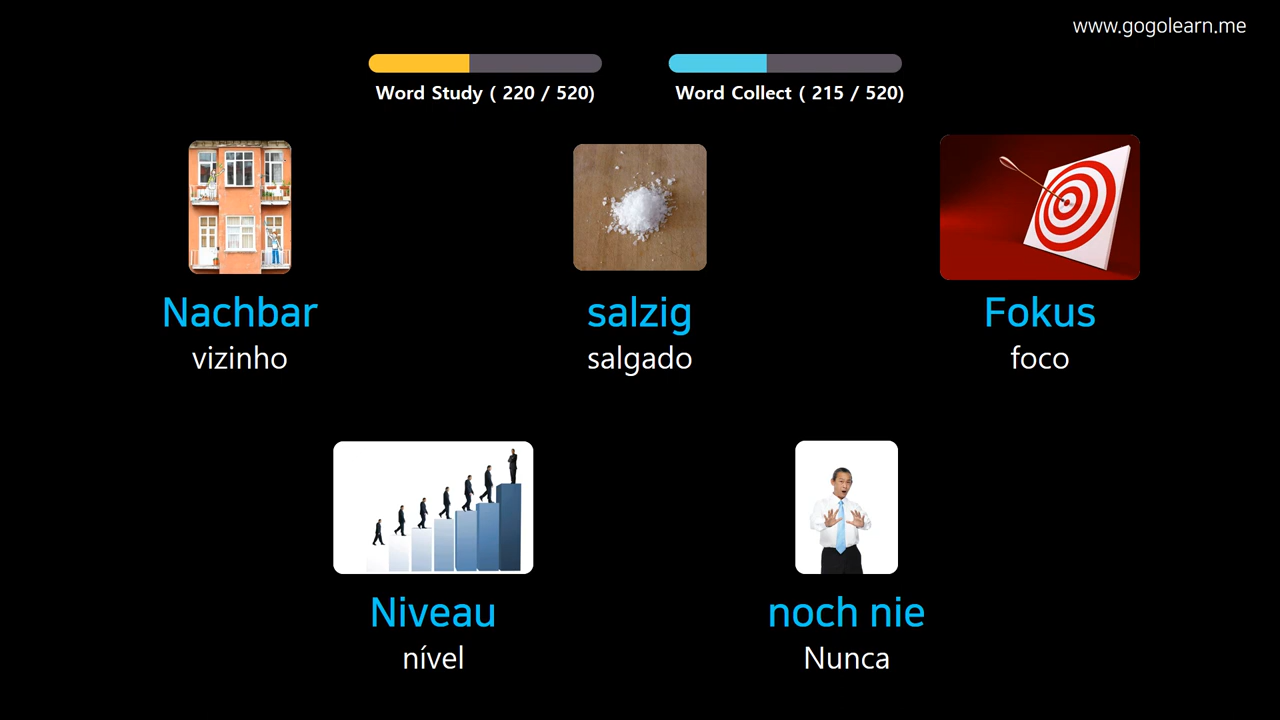 www.gogolearn.me
Word Study ( 220 / 520)
Word Collect ( 215 / 520)
Nachbar
vizinho
salzig
salgado
Fokus
foco
Niveau
nível
noch nie
Nunca